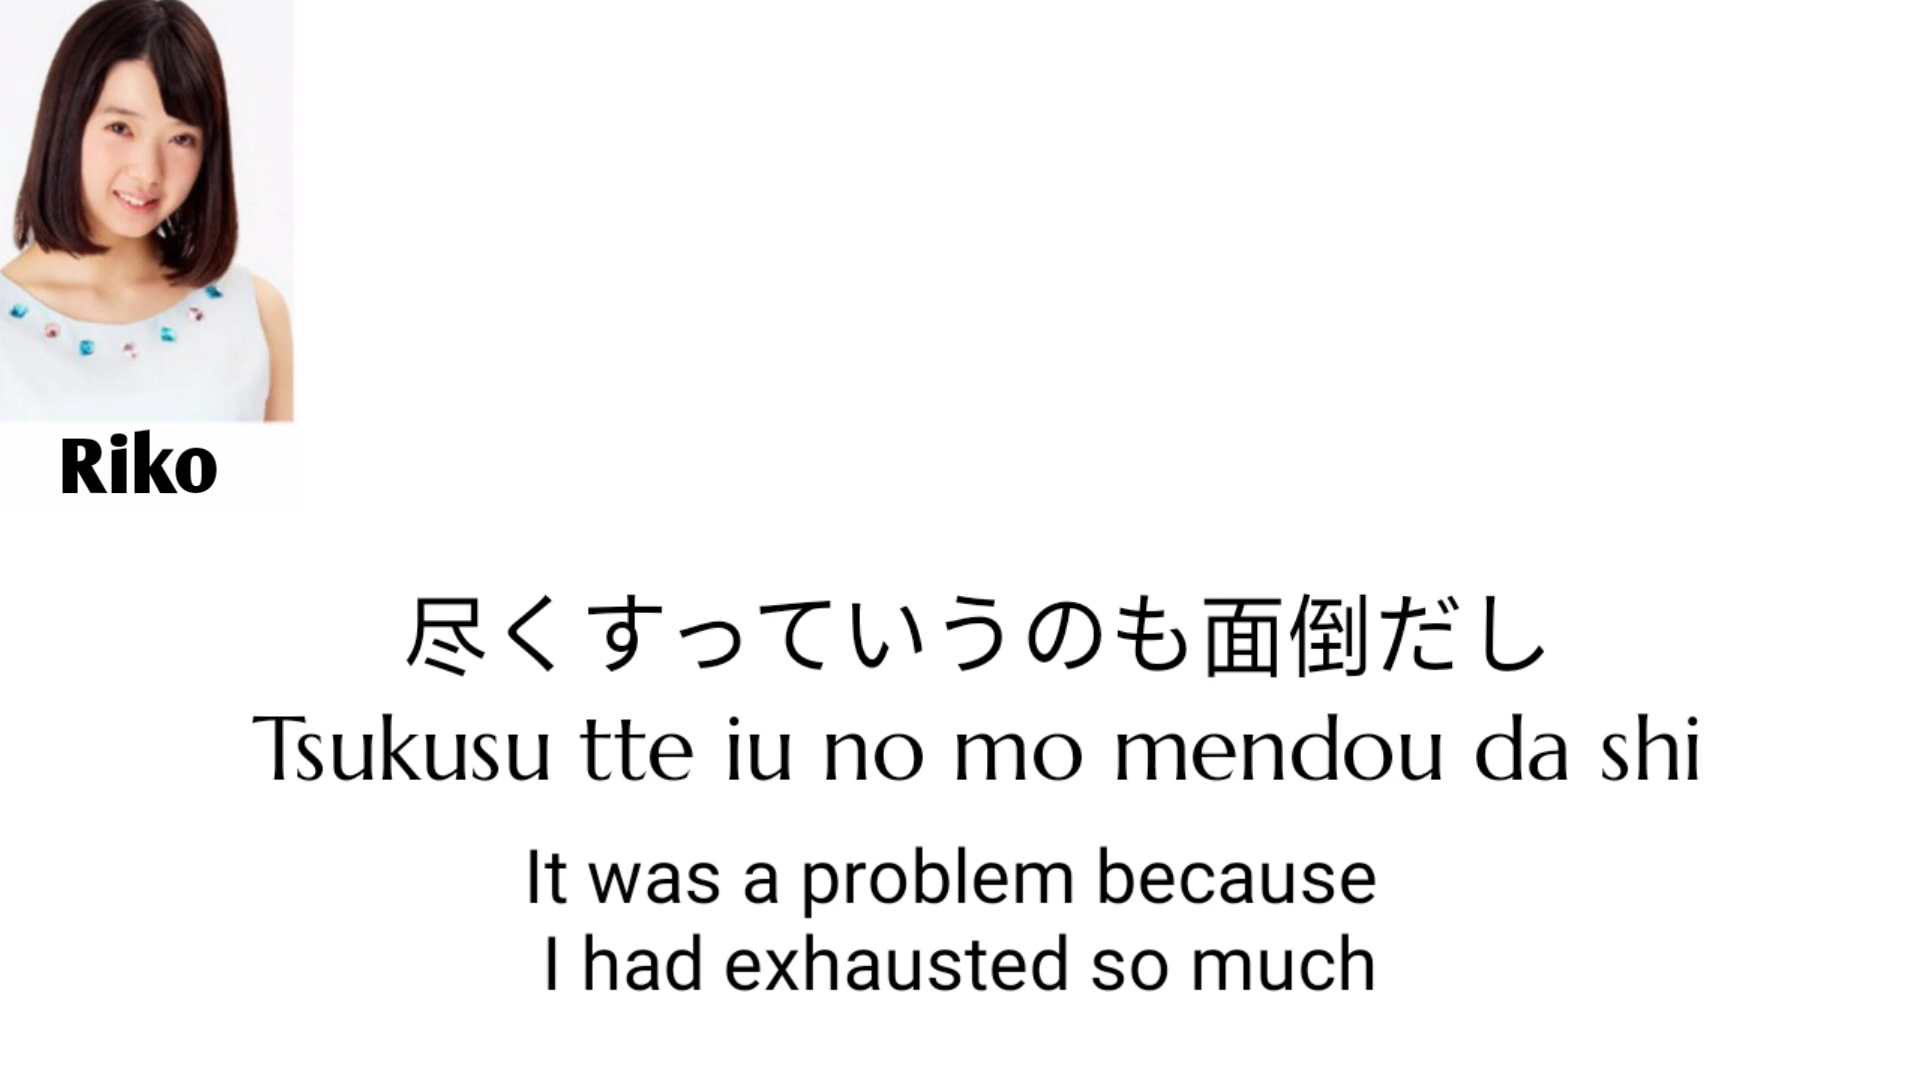 Riko
尽くすっていうのも面倒だし
Tsukusu tte iu no mo mendou da shi
It was a problem because
I had exhausted so much